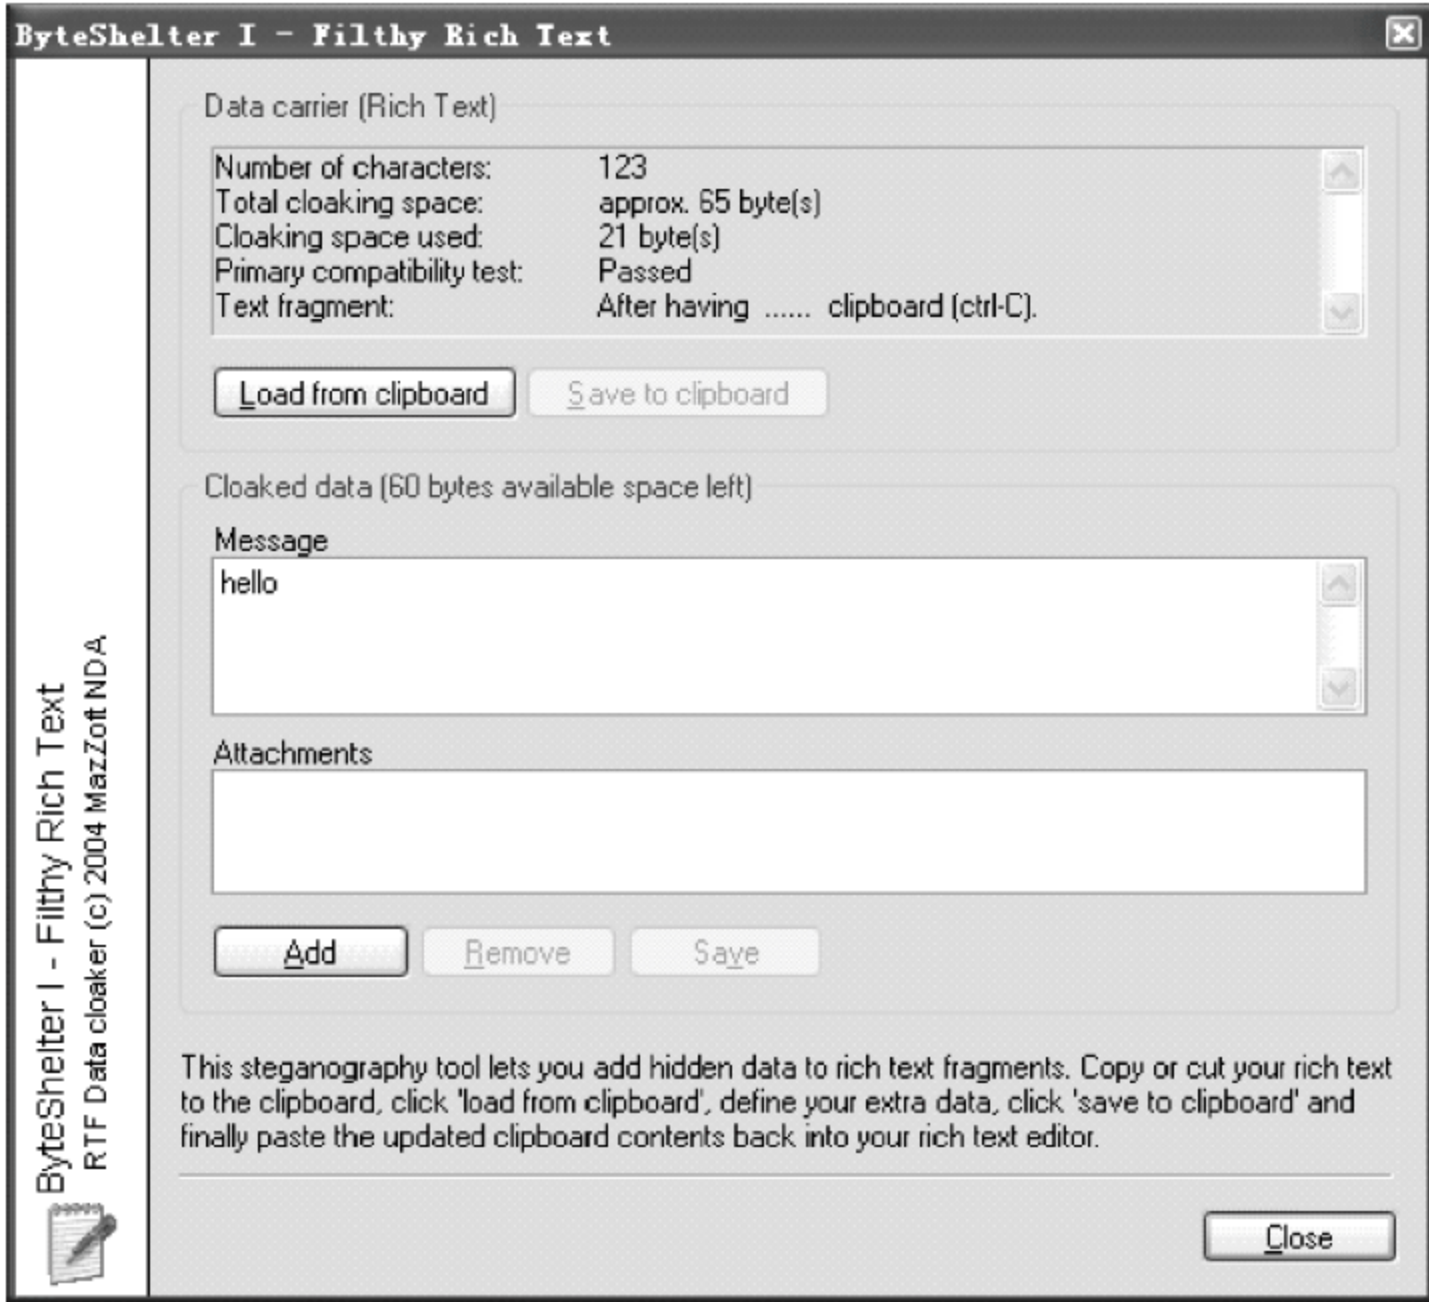 ByteShelter I - Filthy Rich Text
Data carrier (Rich Text)
Number of characters: 123
Total cloaking space: approx. 65 byte(s)
Cloaking space used: 21 byte(s)
Primary compatibility test: Passed
Text fragment: After having ...... clipboard (ctrl-C).
Load from clipboard Save to clipboard
Cloaked data (60 bytes available space left)
Message
hello
Attachments
Add Remove Save
This steganography tool lets you add hidden data to rich text fragments. Copy or cut your rich text
to the clipboard, click 'load from clipboard', define your extra data, click 'save to clipboard' and
finally paste the updated clipboard contents back into your rich text editor.
Close
ByteShelter I - Filthy Rich Text
RTF Data cloaker (c) 2004 MazZoft NDA